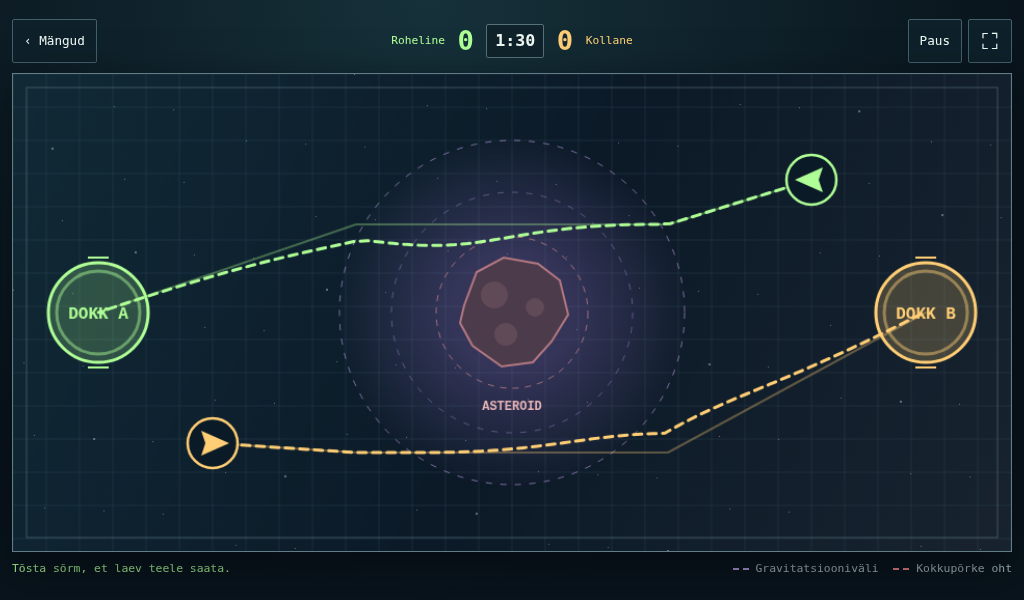 ‹ Mängud
Roheline 0 1:30 0 Kollane
Paus
DOKK A
DOKK B
ASTEROID
Tõsta sõrm, et laev teele saata.
Gravitatsiooniväli
Kokkupõrke oht